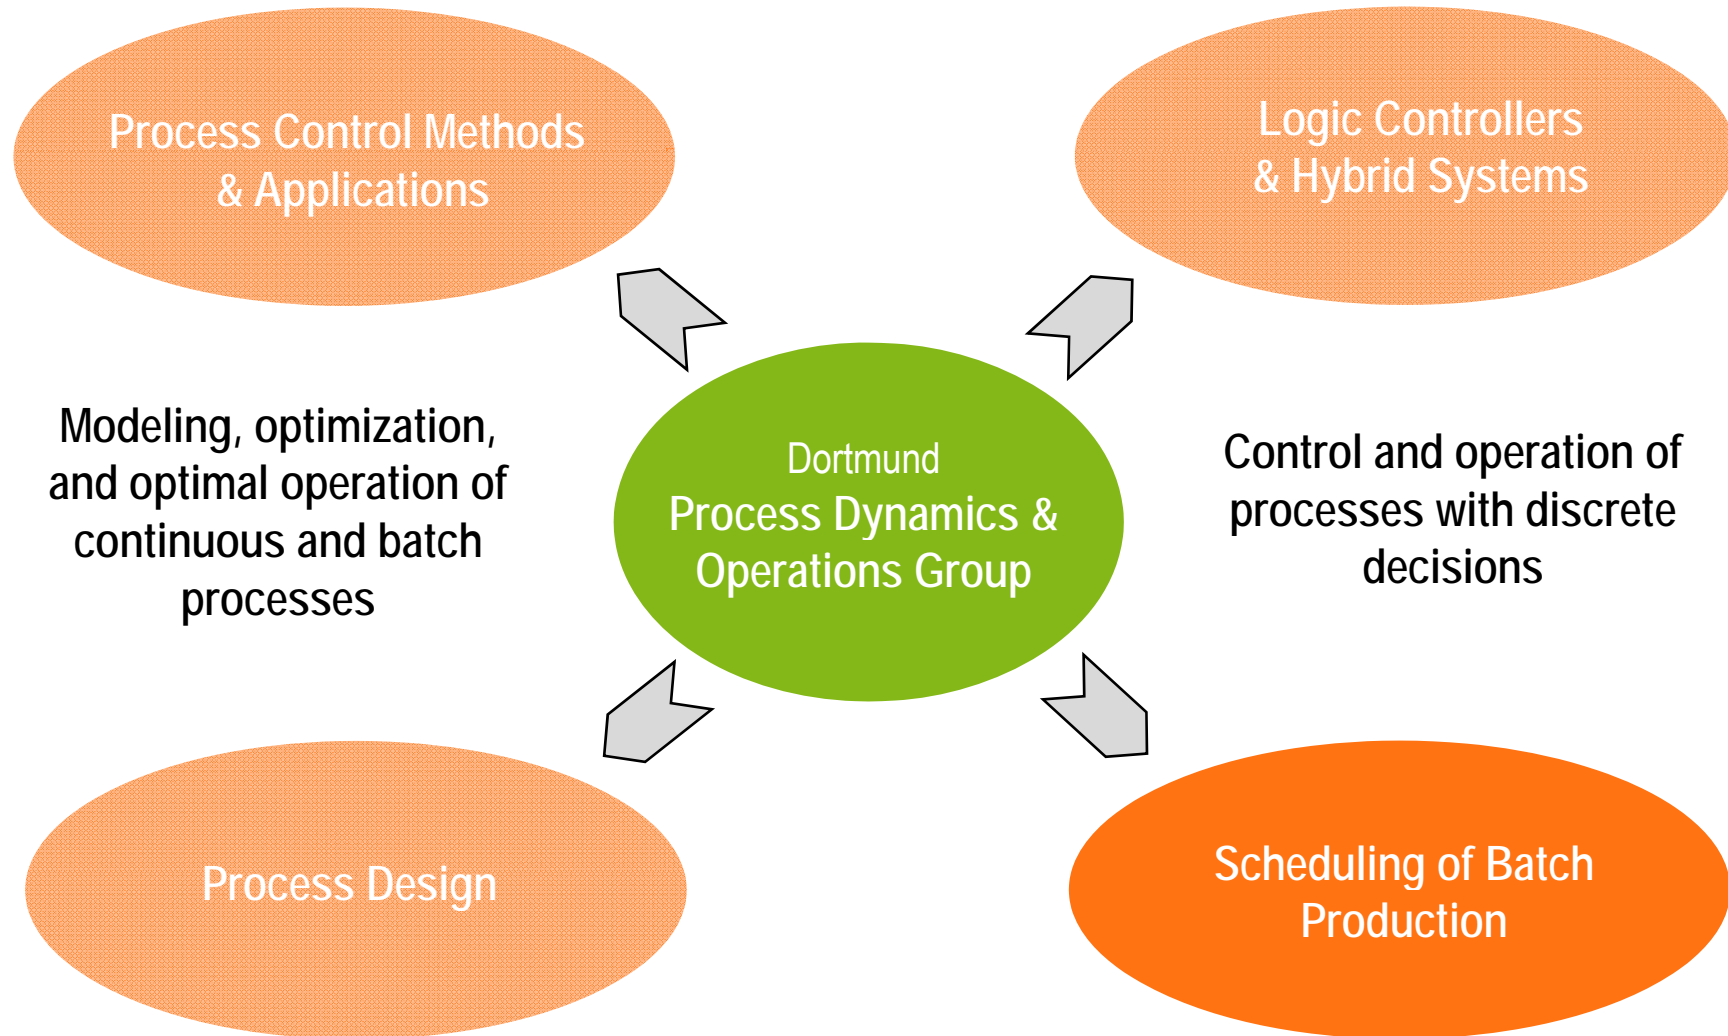 Process Control Methods
& Applications
Logic Controllers
& Hybrid Systems
Modeling, optimization,
and optimal operation of
continuous and batch
processes
Dortmund
Process Dynamics &
Operations Group
Control and operation of
processes with discrete
decisions
Process Design
Scheduling of Batch
Production